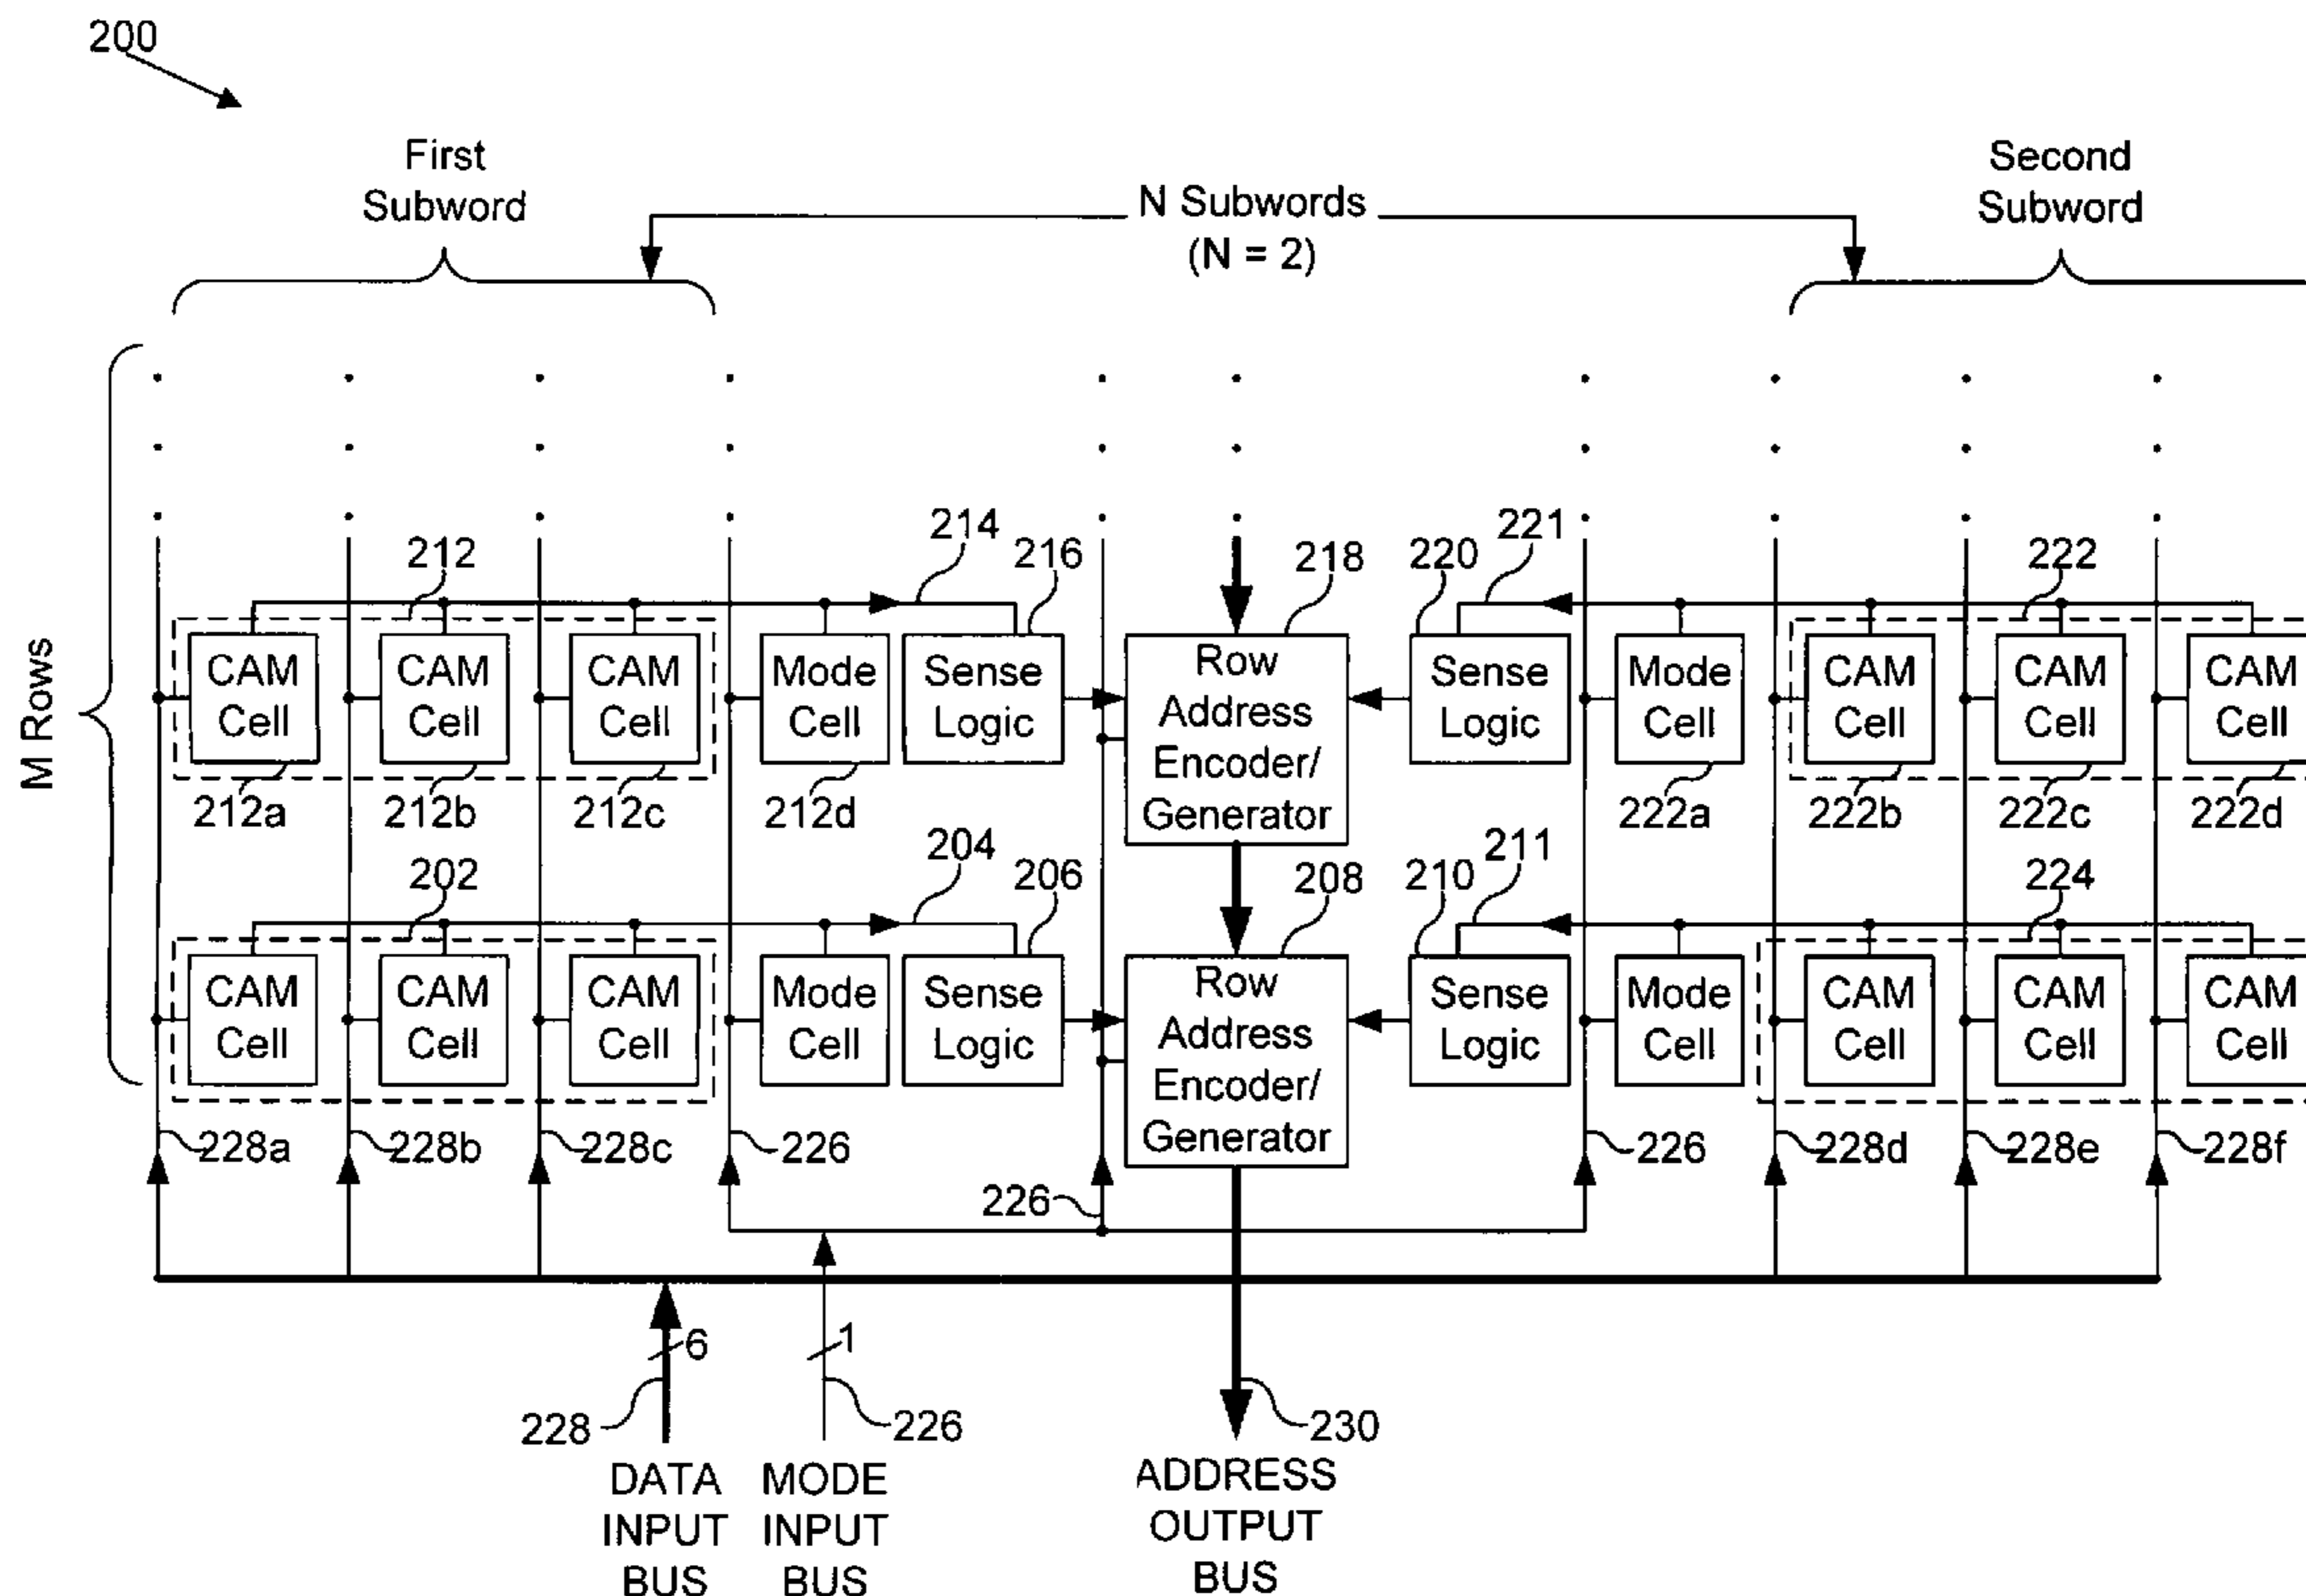 200
First
Subword
N Subwords
(N = 2)
Second
Subword
M Rows
212
214
216
218
220
221
222
CAM
Cell
CAM
Cell
CAM
Cell
Mode
Cell
Sense
Logic
Row
Address
Encoder/
Generator
Sense
Logic
Mode
Cell
CAM
Cell
CAM
Cell
CAM
Cell
212a
212b
212c
212d
222a
222b
222c
222d
202
204
206
208
210
211
224
CAM
Cell
CAM
Cell
CAM
Cell
Mode
Cell
Sense
Logic
Row
Address
Encoder/
Generator
Sense
Logic
Mode
Cell
CAM
Cell
CAM
Cell
CAM
Cell
228a
228b
228c
226
226
226
228d
228e
228f
6
1
228
226
230
DATA
INPUT
BUS
MODE
INPUT
BUS
ADDRESS
OUTPUT
BUS